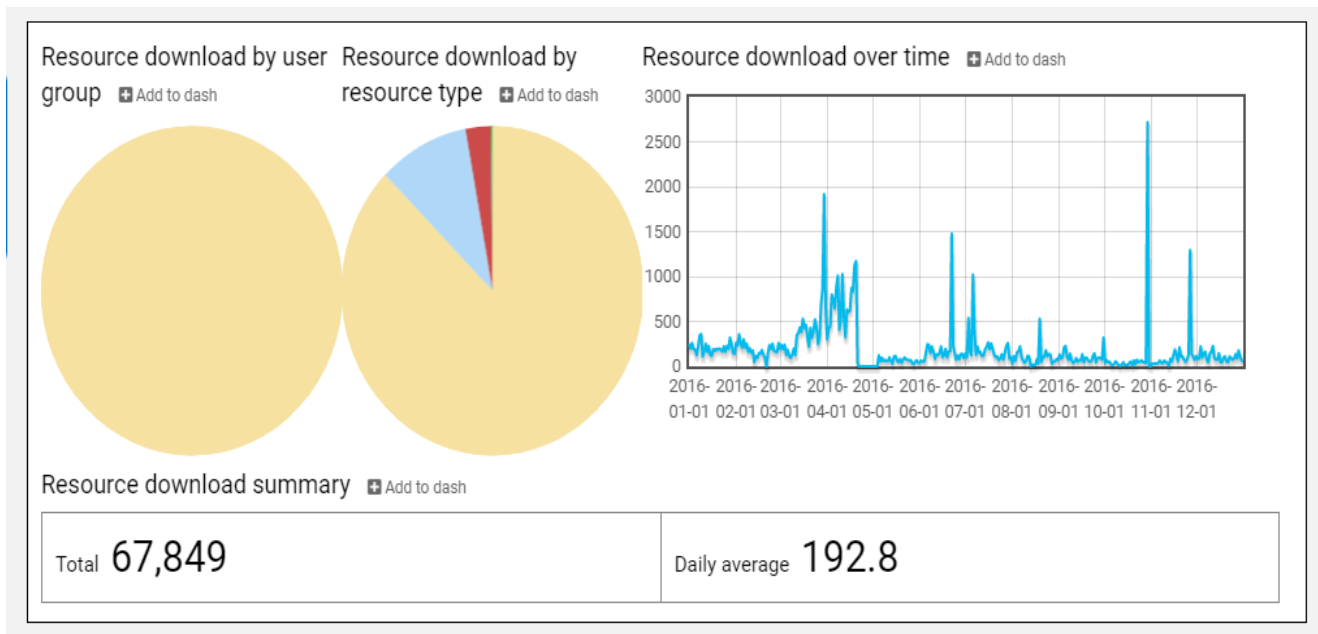 Resource download by user
group Add to dash
Resource download by
resource type Add to dash
Resource download over time Add to dash
3000
2500
2000
1500
1000
500
0
2016- 2016- 2016- 2016- 2016- 2016- 2016- 2016- 2016- 2016- 2016- 2016-
01-01 02-01 03-01 04-01 05-01 06-01 07-01 08-01 09-01 10-01 11-01 12-01
Resource download summary Add to dash
Total 67,849
Daily average 192.8